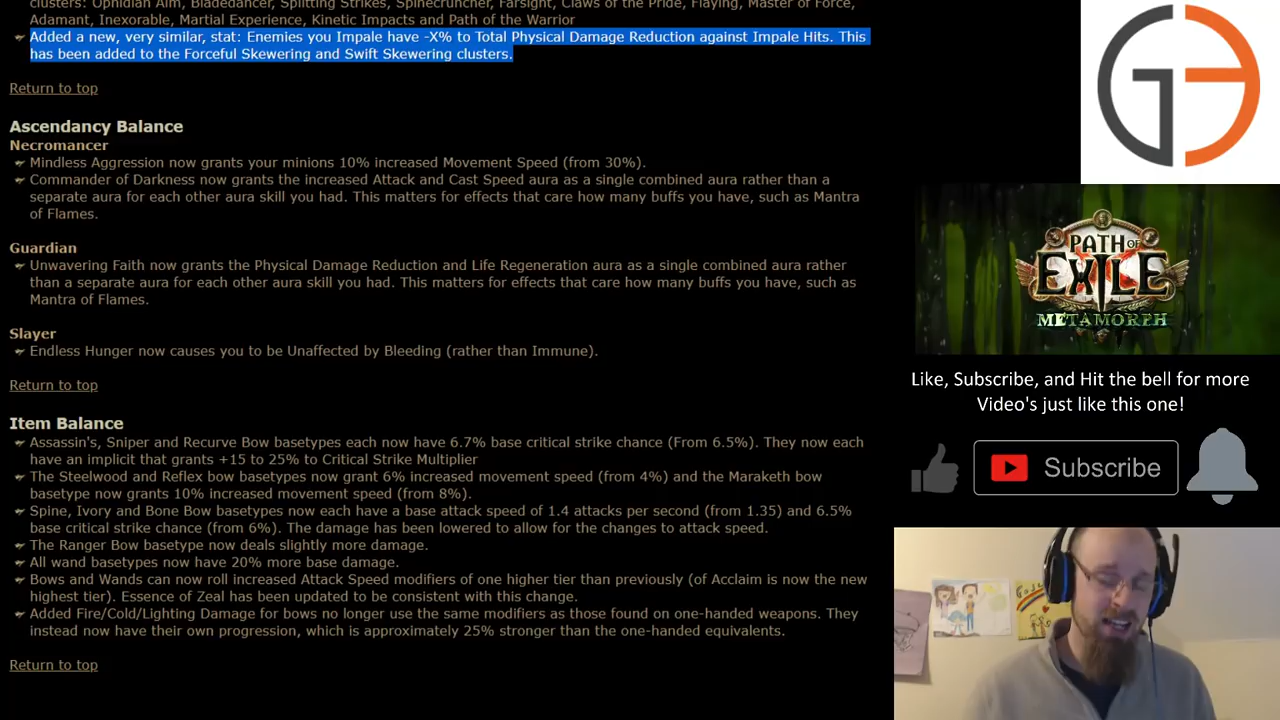 clusters: Ophidian Aim, Bladedancer, Splitting Strikes, Spinecruncher, Farsight, Claws of the Pride, Flaying, Master of Force,
Adamant, Inexorable, Martial Experience, Kinetic Impacts and Path of the Warrior
Added a new, very similar, stat: Enemies you Impale have -X% to Total Physical Damage Reduction against Impale Hits. This
has been added to the Forceful Skewering and Swift Skewering clusters.
Return to top
Ascendancy Balance
Necromancer
Mindless Aggression now grants your minions 10% increased Movement Speed (from 30%).
Commander of Darkness now grants the increased Attack and Cast Speed aura as a single combined aura rather than a
separate aura for each other aura skill you had. This matters for effects that care how many buffs you have, such as Mantra
of Flames.
Guardian
Unwavering Faith now grants the Physical Damage Reduction and Life Regeneration aura as a single combined aura rather
than a separate aura for each other aura skill you had. This matters for effects that care how many buffs you have, such as
Mantra of Flames.
Slayer
Endless Hunger now causes you to be Unaffected by Bleeding (rather than Immune).
Return to top
Item Balance
Assassin's, Sniper and Recurve Bow basetypes each now have 6.7% base critical strike chance (From 6.5%). They now each
have an implicit that grants +15 to 25% to Critical Strike Multiplier
The Steelwood and Reflex bow basetypes now grant 6% increased movement speed (from 4%) and the Maraketh bow
basetype now grants 10% increased movement speed (from 8%).
Spine, Ivory and Bone Bow basetypes now each have a base attack speed of 1.4 attacks per second (from 1.35) and 6.5%
base critical strike chance (from 6%). The damage has been lowered to allow for the changes to attack speed.
The Ranger Bow basetype now deals slightly more damage.
All wand basetypes now have 20% more base damage.
Bows and Wands can now roll increased Attack Speed modifiers of one higher tier than previously (of Acclaim is now the new
highest tier). Essence of Zeal has been updated to be consistent with this change.
Added Fire/Cold/Lighting Damage for bows no longer use the same modifiers as those found on one-handed weapons. They
instead now have their own progression, which is approximately 25% stronger than the one-handed equivalents.
Return to top
G3
PATH OF
EXILE
METAMORPH
Like, Subscribe, and Hit the bell for more
Video's just like this one!
Subscribe